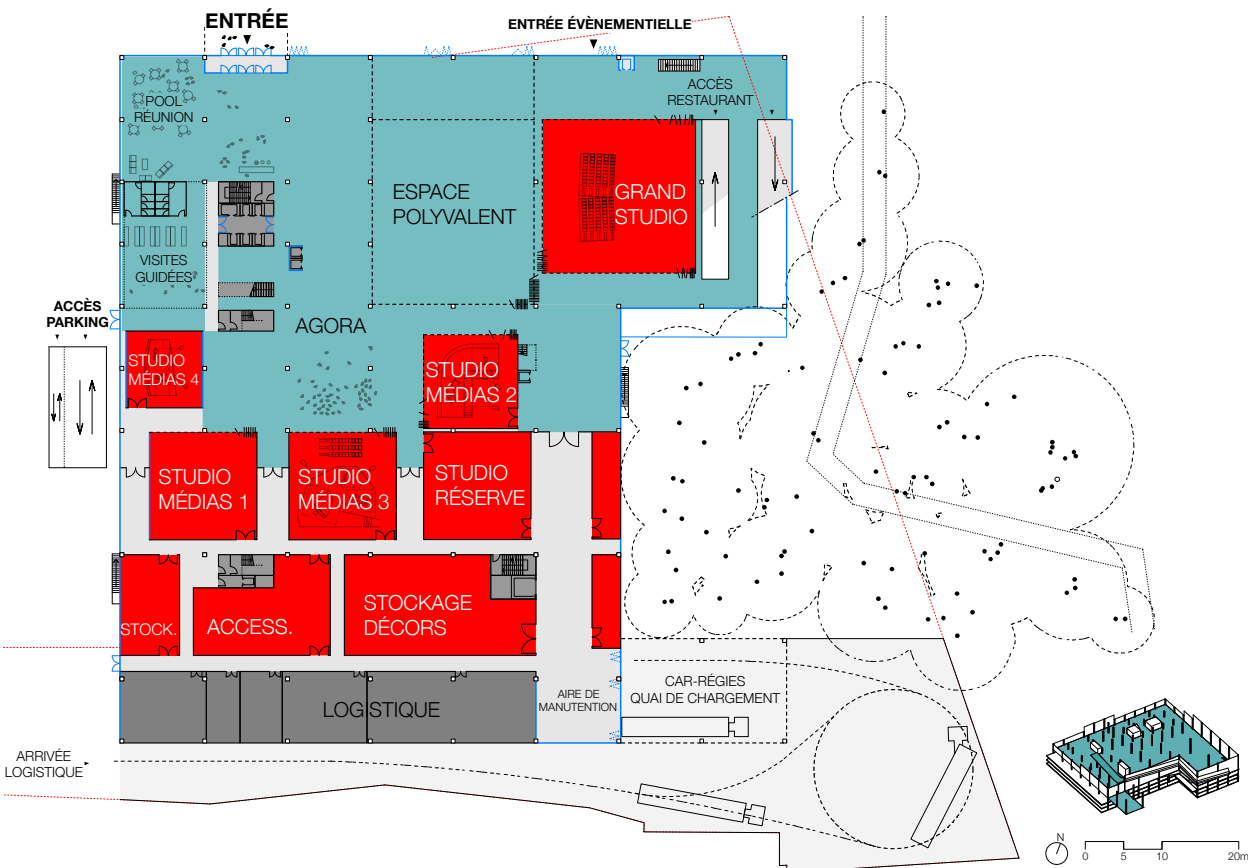 ENTRÉE
ENTRÉE ÉVÈNEMENTIELLE
ACCÈS
RESTAURANT
POOL
RÉUNION
ESPACE
POLYVALENT
GRAND
STUDIO
VISITES
GUIDÉES
ACCÈS
PARKING
AGORA
STUDIO
MÉDIAS 4
STUDIO
MÉDIAS 2
STUDIO
MÉDIAS 1
STUDIO
MÉDIAS 3
STUDIO
RÉSERVE
STOCK.
ACCESS.
STOCKAGE
DÉCORS
LOGISTIQUE
AIRE DE
MANUTENTION
CAR-RÉGIES
QUAI DE CHARGEMENT
ARRIVÉE
LOGISTIQUE
N
0 5 10 20m